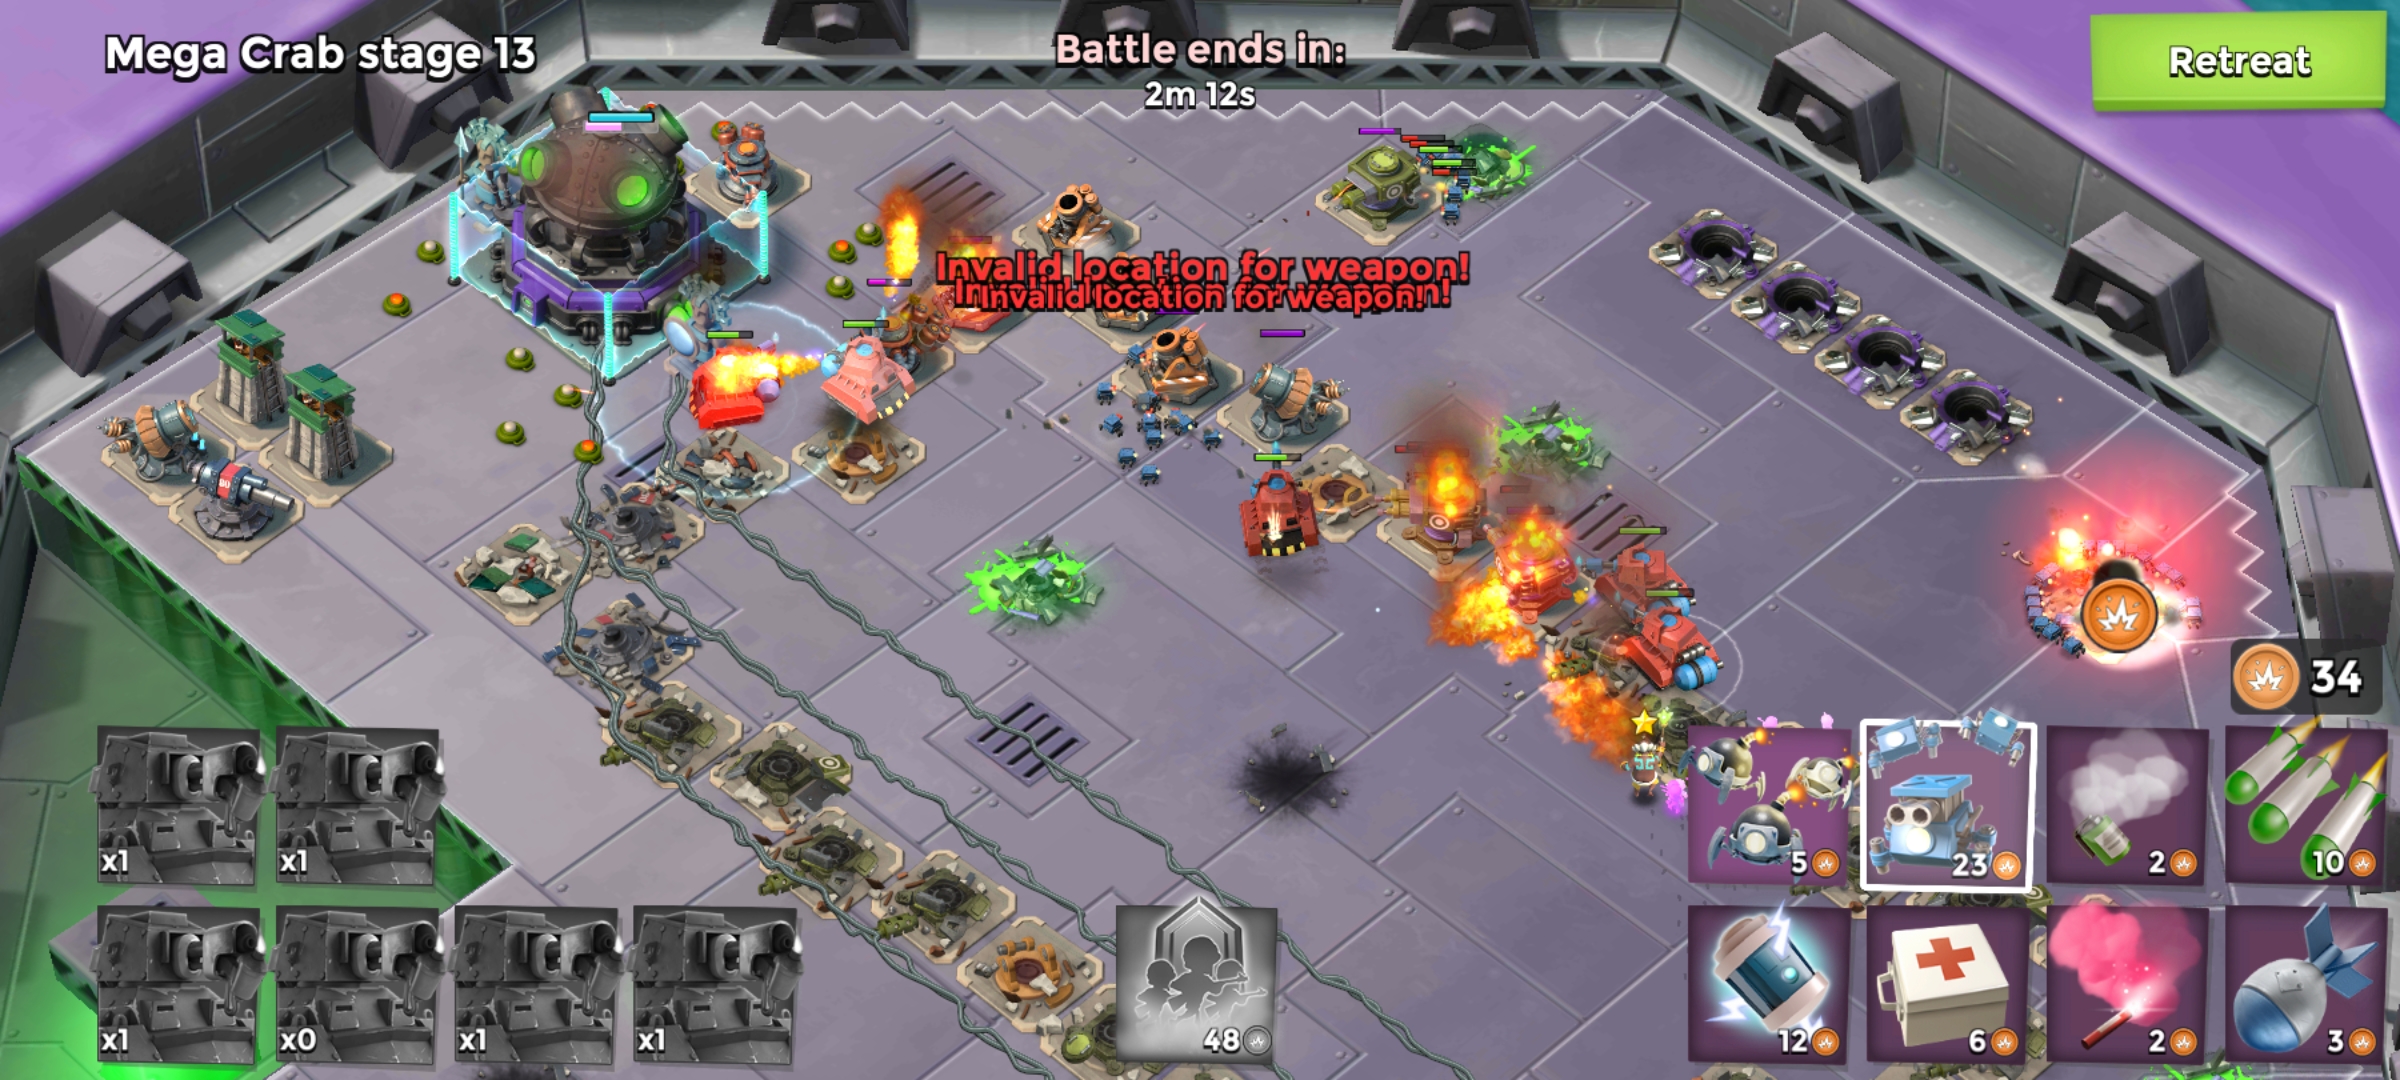 Mega Crab stage 13
Battle ends in:
2m 12s
Retreat
Invalid location for weapon!
Invalid location for weapon!
34
x1
x1
5
23
2
10
x1
x0
x1
x1
48
12
6
2
3